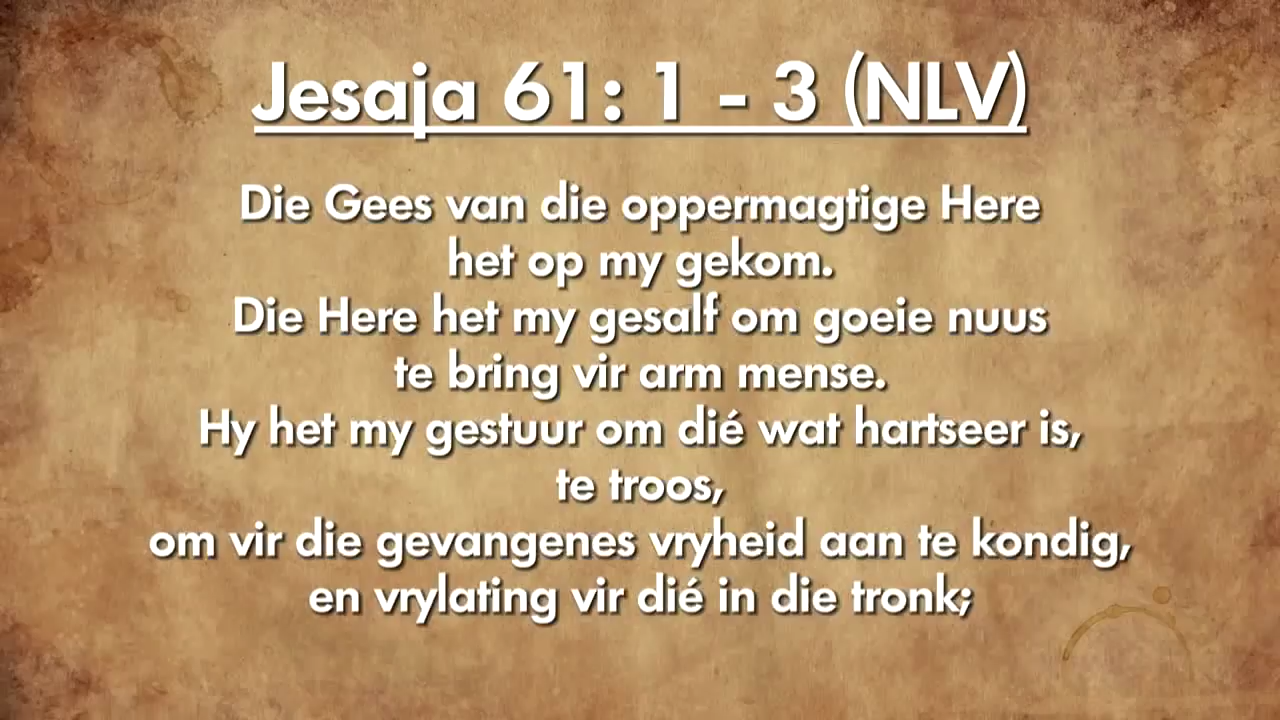 Jesaja 61: 1 - 3 (NLV)
Die Gees van die oppermagtige Here
het op my gekom.
Die Here het my gesalf om goeie nuus
te bring vir arm mense.
Hy het my gestuur om dié wat hartseer is,
te troos,
om vir die gevangenes vryheid aan te kondig,
en vrylating vir dié in die tronk;